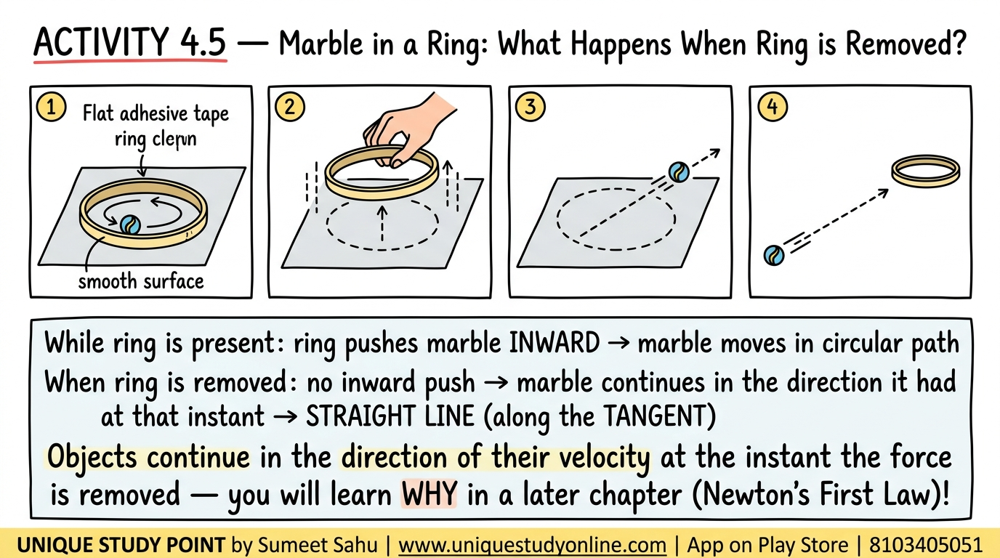 ACTIVITY 4.5 — Marble in a Ring: What Happens When Ring is Removed?
1
Flat adhesive tape
ring
smooth surface
2
3
4
While ring is present: ring pushes marble INWARD → marble moves in circular path
When ring is removed: no inward push → marble continues in the direction it had
at that instant → STRAIGHT LINE (along the TANGENT)
Objects continue in the direction of their velocity at the instant the force
is removed — you will learn WHY in a later chapter (Newton's First Law)!
UNIQUE STUDY POINT by Sumeet Sahu | www.uniquestudyonline.com | App on Play Store | 8103405051